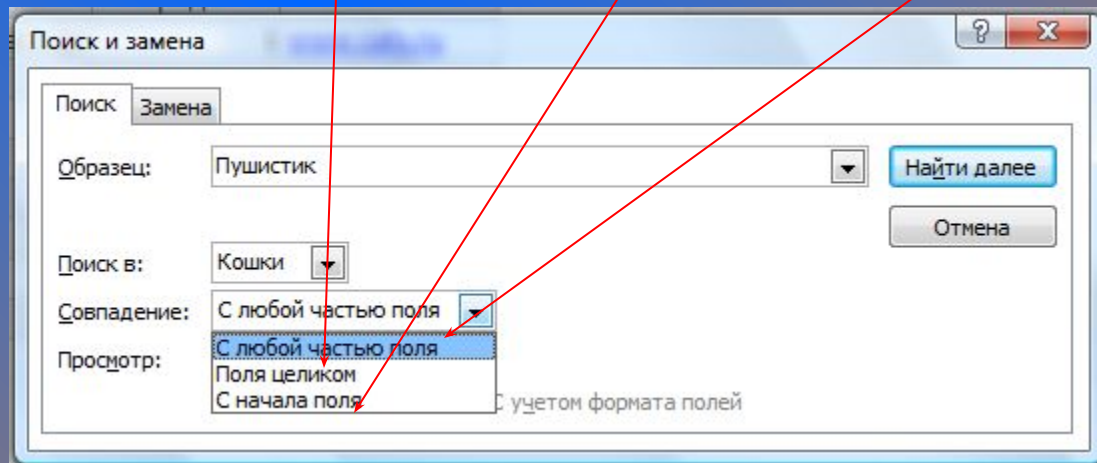 Поиск и замена
Поиск Замена
Образец: Пушистик Найти далее
Отмена
Поиск в: Кошки
Совпадение: С любой частью поля
С любой частью поля
Просмотр:
Поля целиком
С начала поля
С учетом формата полей